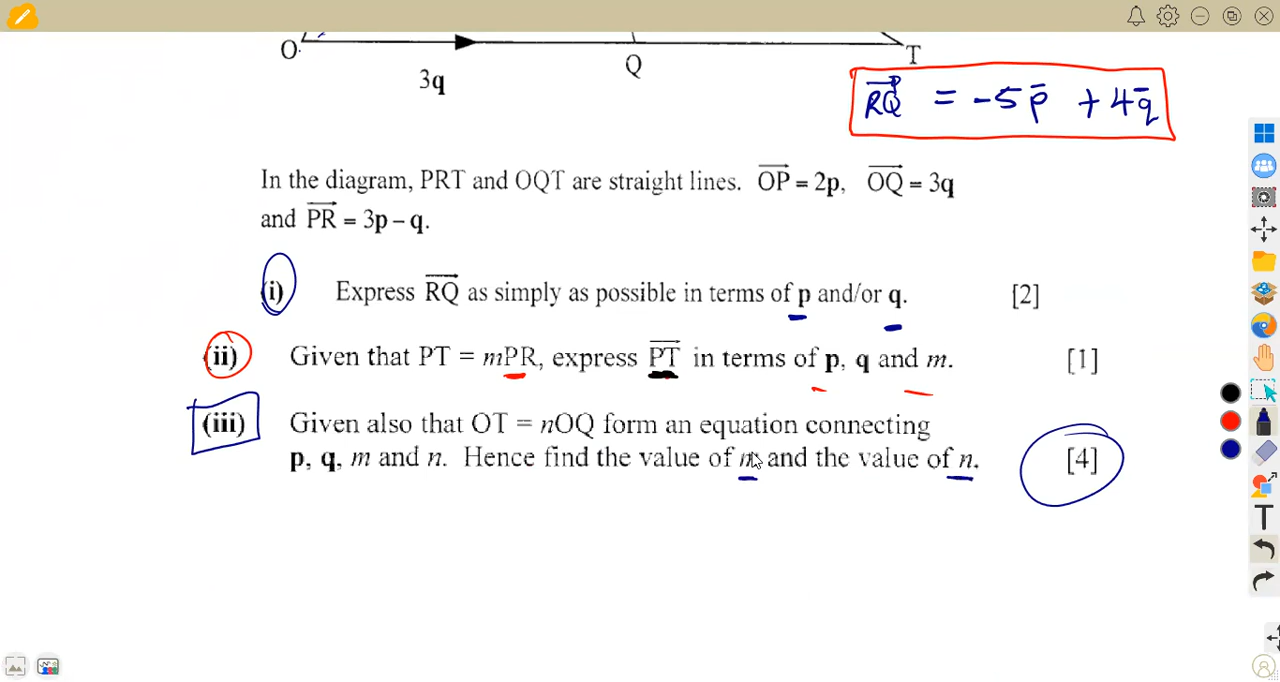 O
Q
T
3q
RQ = -5p̄ + 4q̄
In the diagram, PRT and OQT are straight lines. OP = 2p, OQ = 3q
and PR = 3p – q.
(i) Express RQ as simply as possible in terms of p and/or q. [2]
(ii) Given that PT = mPR, express PT in terms of p, q and m. [1]
(iii) Given also that OT = nOQ form an equation connecting
p, q, m and n. Hence find the value of m and the value of n. [4]
T